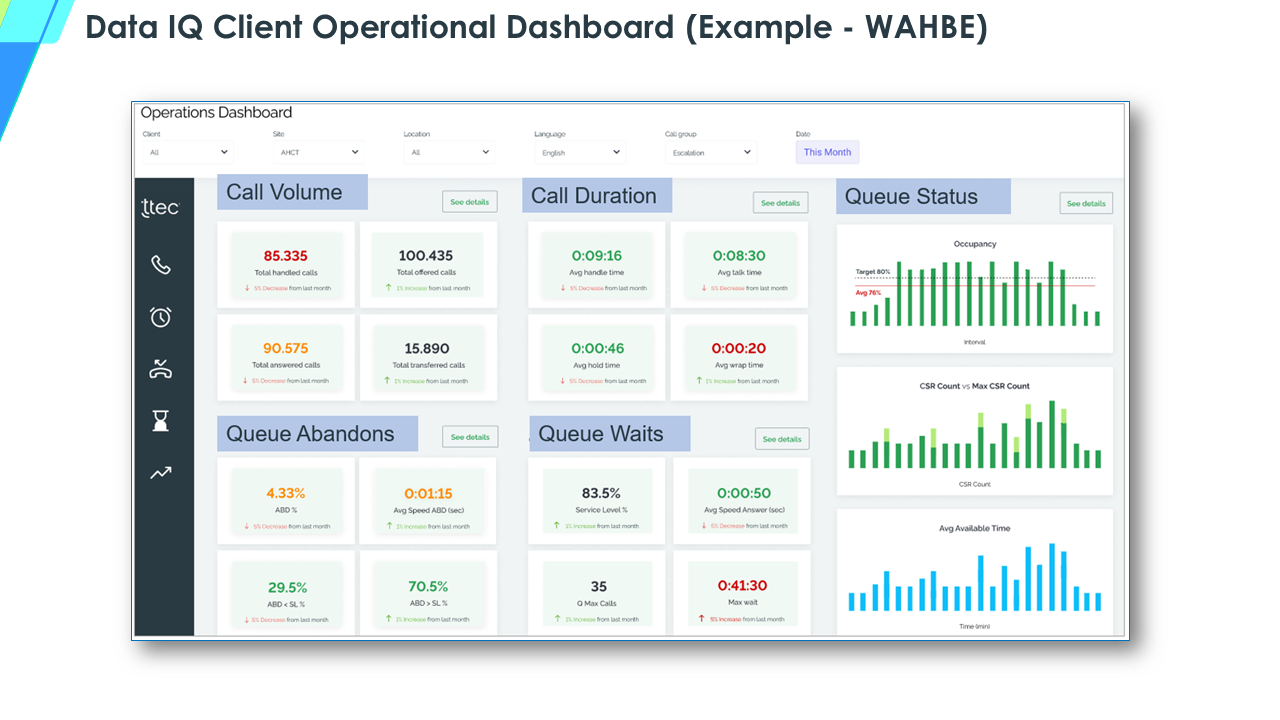 Data IQ Client Operational Dashboard (Example - WAHBE)
Operations Dashboard
Client
Site
Location
Language
Call group
Date
All
AHCT
All
English
Escalation
This Month
ttec
Call Volume
See details
85.335
Total handled calls
5% Decrease from last month
100.435
Total offered calls
1% Increase from last month
90.575
Total answered calls
5% Decrease from last month
15.890
Total transferred calls
1% Increase from last month
Call Duration
See details
0:09:16
Avg handle time
5% Decrease from last month
0:08:30
Avg talk time
5% Decrease from last month
0:00:46
Avg hold time
5% Decrease from last month
0:00:20
Avg wrap time
1% Increase from last month
Queue Status
See details
Occupancy
Target 80%
Avg 76%
Interval
CSR Count vs Max CSR Count
CSR Count
Avg Available Time
Time (min)
Queue Abandons
See details
4.33%
ABD %
5% Decrease from last month
0:01:15
Avg Speed ABD (sec)
1% Increase from last month
29.5%
ABD < SL %
5% Decrease from last month
70.5%
ABD > SL %
1% Increase from last month
Queue Waits
See details
83.5%
Service Level %
1% Increase from last month
0:00:50
Avg Speed Answer (sec)
5% Decrease from last month
35
Q Max Calls
1% Increase from last month
0:41:30
Max wait
5% Increase from last month